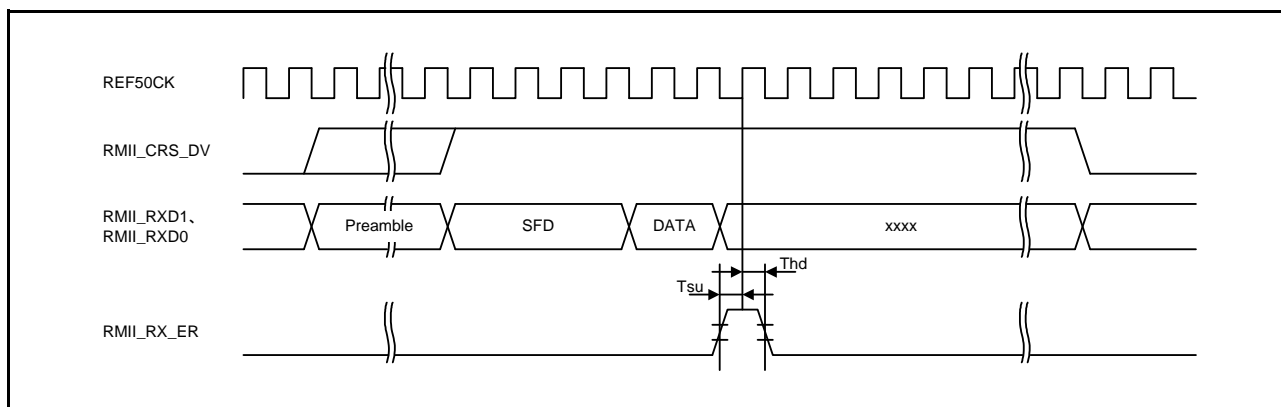 REF50CK
RMII_CRS_DV
RMII_RXD1、
RMII_RXD0
Preamble
SFD
DATA
xxxx
Thd
Tsu
RMII_RX_ER